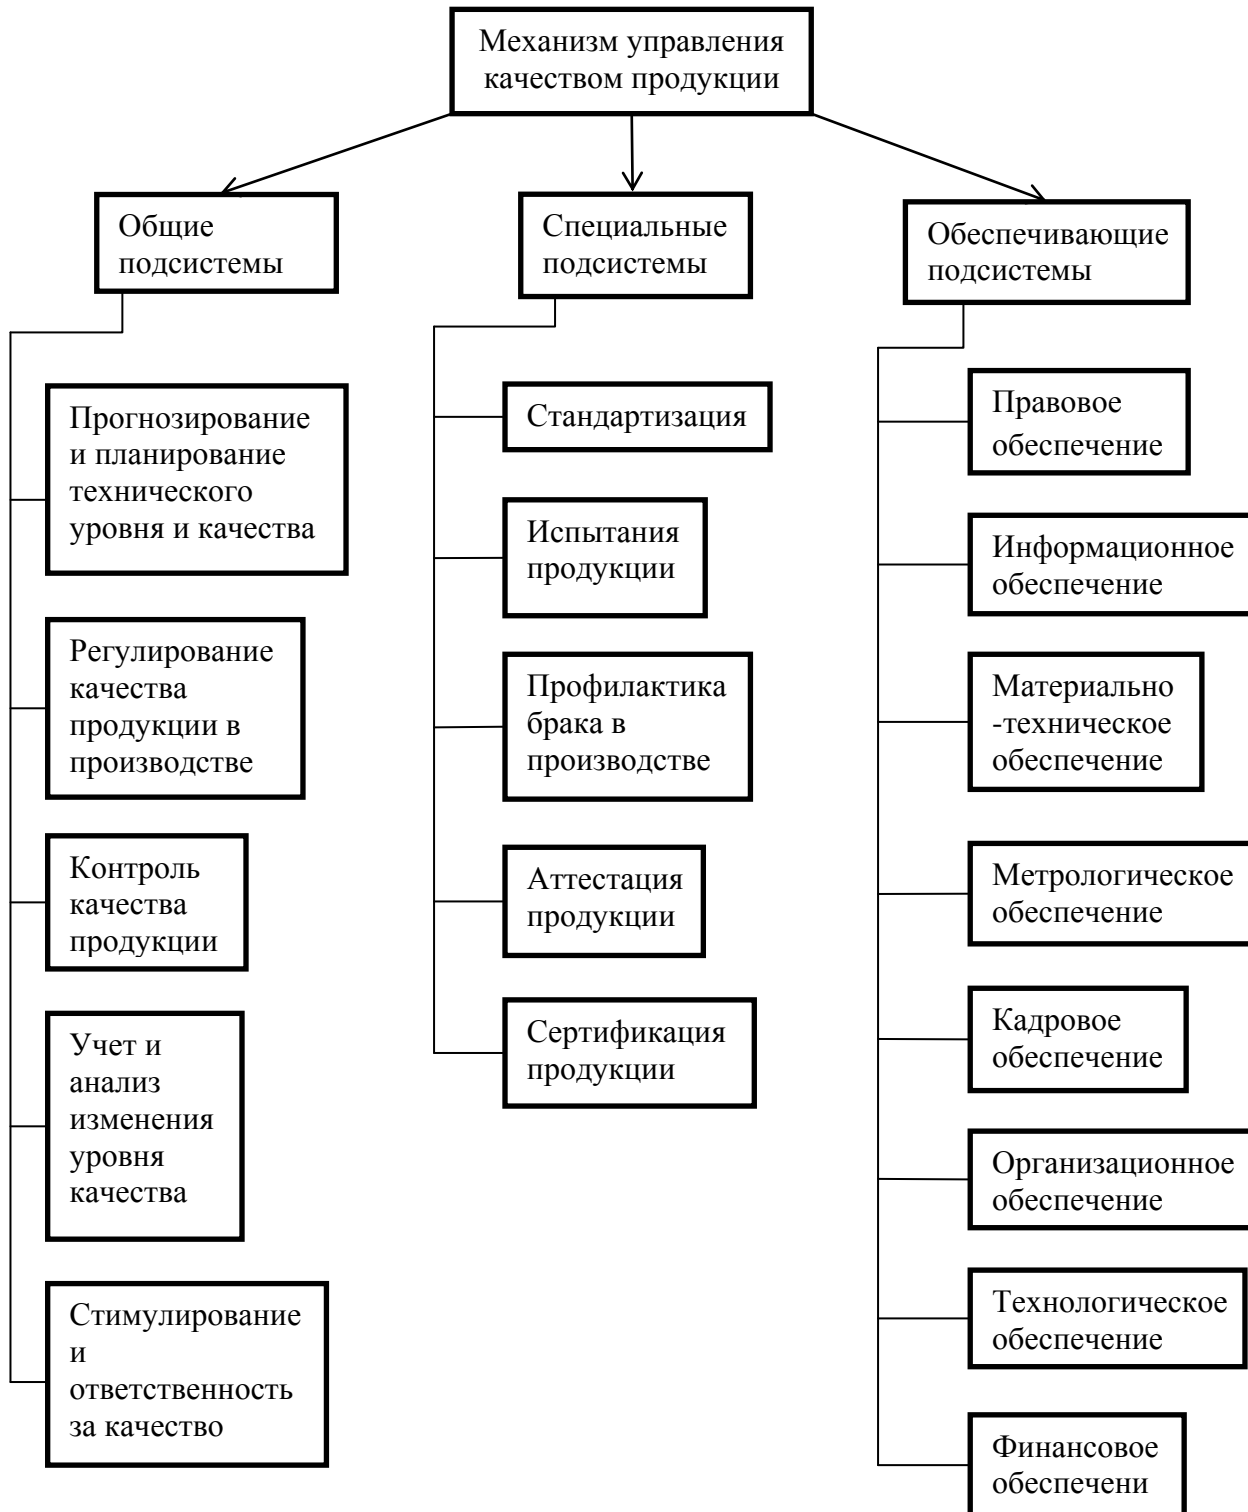 Механизм управления
качеством продукции
Общие
подсистемы
Прогнозирование
и планирование
технического
уровня и качества
Регулирование
качества
продукции в
производстве
Контроль
качества
продукции
Учет и
анализ
изменения
уровня
качества
Стимулирование
и
ответственность
за качество
Специальные
подсистемы
Стандартизация
Испытания
продукции
Профилактика
брака в
производстве
Аттестация
продукции
Сертификация
продукции
Обеспечивающие
подсистемы
Правовое
обеспечение
Информационное
обеспечение
Материально
-техническое
обеспечение
Метрологическое
обеспечение
Кадровое
обеспечение
Организационное
обеспечение
Технологическое
обеспечение
Финансовое
обеспечени